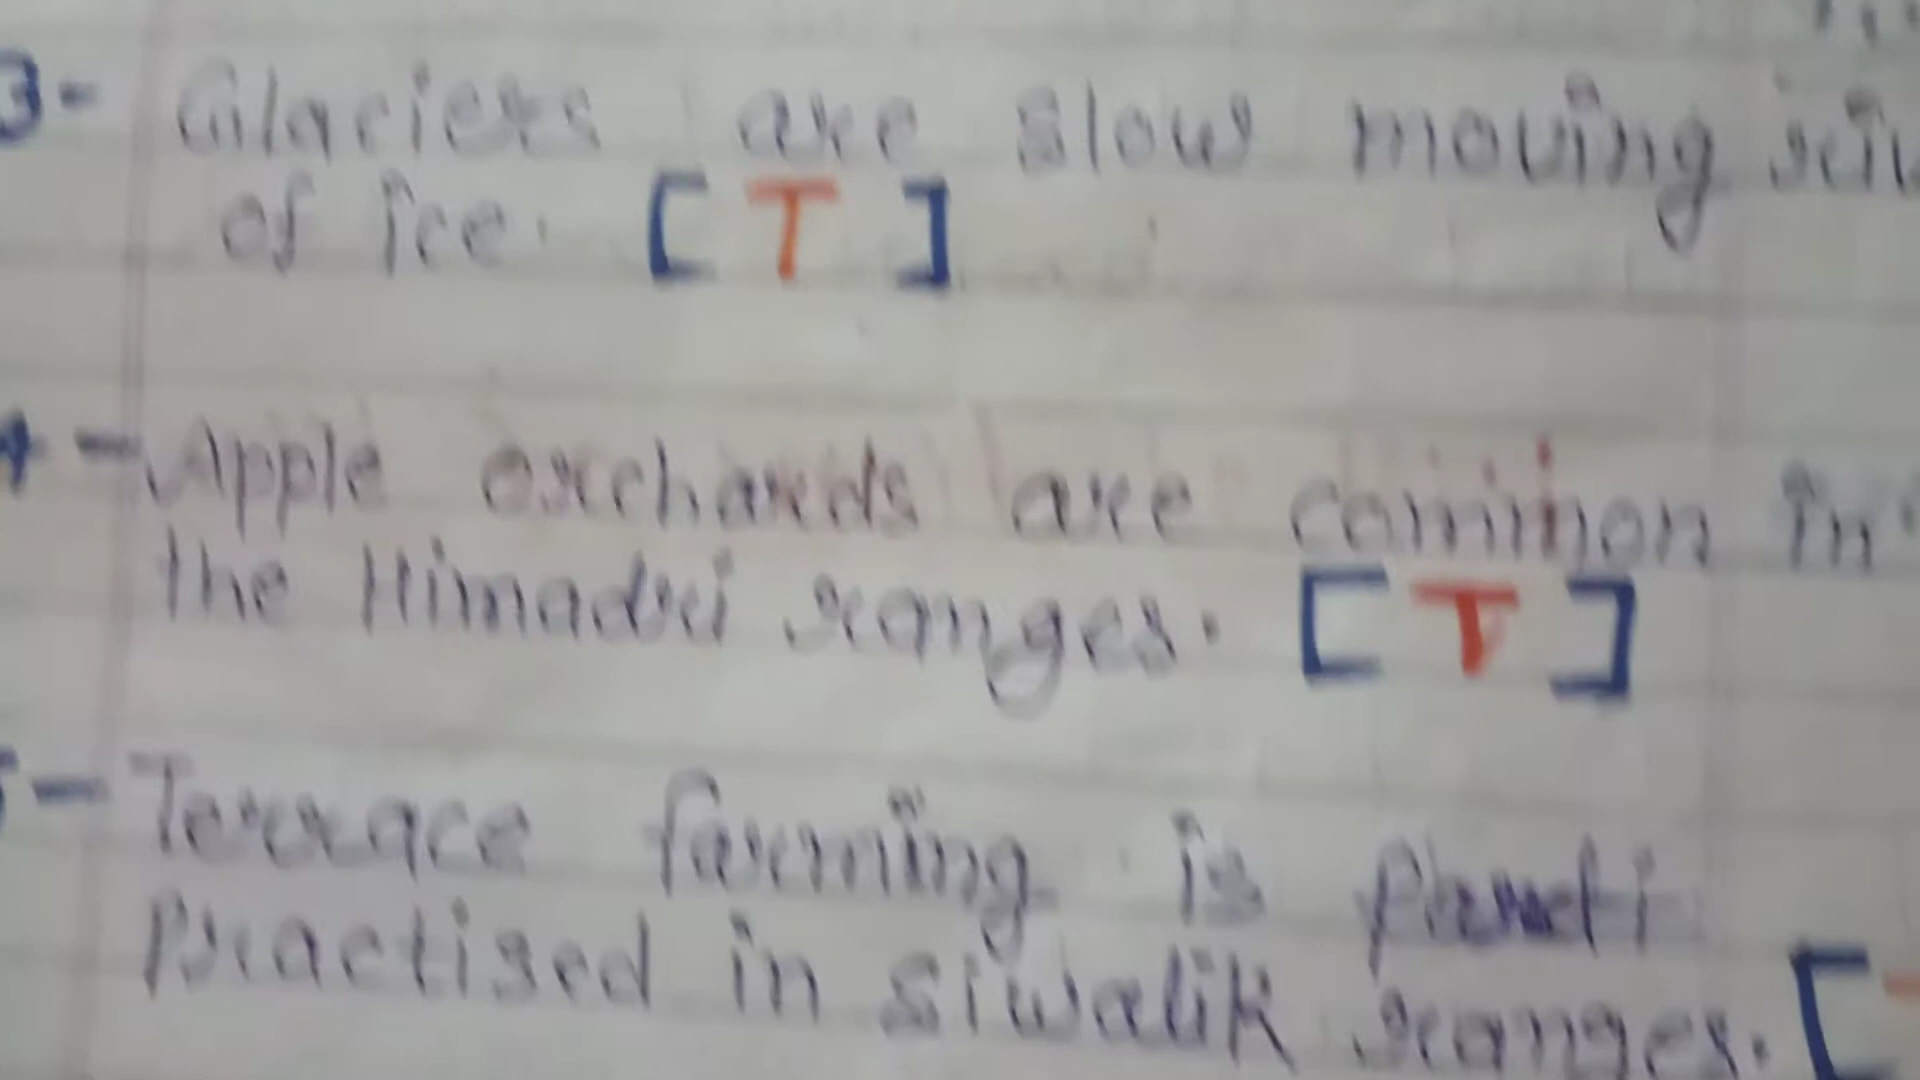 3- Glaciers are slow moving
of ice. [T]
4- Apple orchards are common in
the Himadri ranges. [T]
- Terrace farming is
Practised in siwalik ranges. [